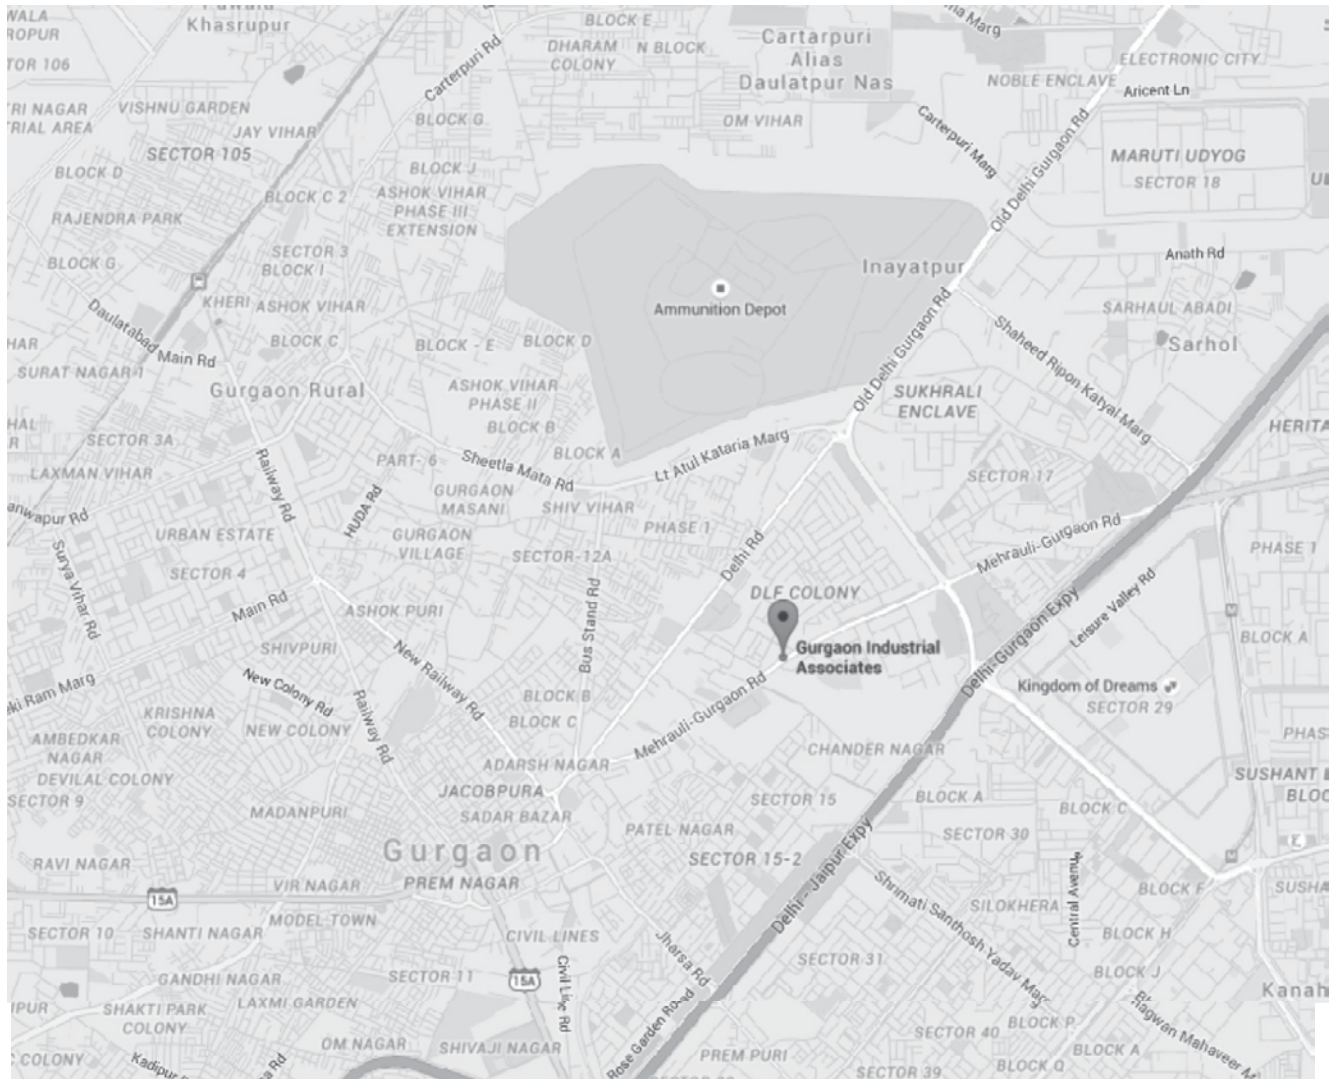 Khasrupur
BLOCK E
DHARAM
COLONY
N BLOCK
Cartarpuri
Alias
Daulatpur Nas
Marg
ELECTRONIC CITY
NOBLE ENCLAVE
Aricent Ln
TOR 106
Carterpuri Rd
VISHNU GARDEN
JAY VIHAR
BLOCK G
OM VIHAR
Carterpuri Marg
Old Delhi Gurgaon Rd
MARUTI UDYOG
SECTOR 18
SECTOR 105
BLOCK D
BLOCK J
ASHOK VIHAR
PHASE III
EXTENSION
BLOCK C 2
RAJENDRA PARK
SECTOR 3
BLOCK I
BLOCK G
Anath Rd
Inayatpur
Ammunition Depot
KHERI
ASHOK VIHAR
Daulatabad Main Rd
BLOCK C
BLOCK - E
BLOCK D
Old Delhi Gurgaon Rd
Shaheed Ripon Katyal Marg
SARHAUL ABADI
Sarhol
SURAT NAGAR-1
Gurgaon Rural
ASHOK VIHAR
PHASE II
BLOCK B
SUKHRALI
ENCLAVE
SECTOR 3A
LAXMAN VIHAR
Railway Rd
PART- 6
Sheetla Mata Rd
BLOCK A
Lt Atul Kataria Marg
SECTOR 17
HUDA Rd
GURGAON
MASANI
SHIV VIHAR
PHASE 1
URBAN ESTATE
GURGAON
VILLAGE
SECTOR-12A
Delhi Rd
Mehrauli-Gurgaon Rd
PHASE 1
Surya Vihar Rd
SECTOR 4
Main Rd
ASHOK PURI
Bus Stand Rd
DLF COLONY
Gurgaon Industrial
Associates
Delhi-Gurgaon Expy
Leisure Valley Rd
BLOCK A
SHIVPURI
New Colony Rd
New Railway Rd
Railway Rd
BLOCK B
BLOCK C
Mehrauli-Gurgaon Rd
Kingdom of Dreams
SECTOR 29
KRISHNA
COLONY
NEW COLONY
AMBEDKAR
NAGAR
DEVILAL COLONY
SECTOR 9
ADARSH NAGAR
CHANDER NAGAR
JACOBPURA
SADAR BAZAR
MADANPURI
SECTOR 15
BLOCK A
BLOCK C
SUSHANT
PATEL NAGAR
SECTOR 30
Gurgaon
SECTOR 15-2
Delhi - Jaipur Expy
RAVI NAGAR
VIR NAGAR
PREM NAGAR
Shrimati Santhosh Yadav Marg
Central Avenue
BLOCK F
15A
MODEL TOWN
SILOKHERA
SECTOR 10
SHANTI NAGAR
CIVIL LINES
Jharsa Rd
BLOCK H
GANDHI NAGAR
SECTOR 11
15A
Civil Line Rd
SECTOR 31
BLOCK J
SHAKTI PARK
COLONY
LAXMI GARDEN
Rose Garden Road
SECTOR 40
BLOCK P
Bhagwan Mahaveer M
OM NAGAR
SHIVAJI NAGAR
PREM PURI
BLOCK A
SECTOR 39
BLOCK Q